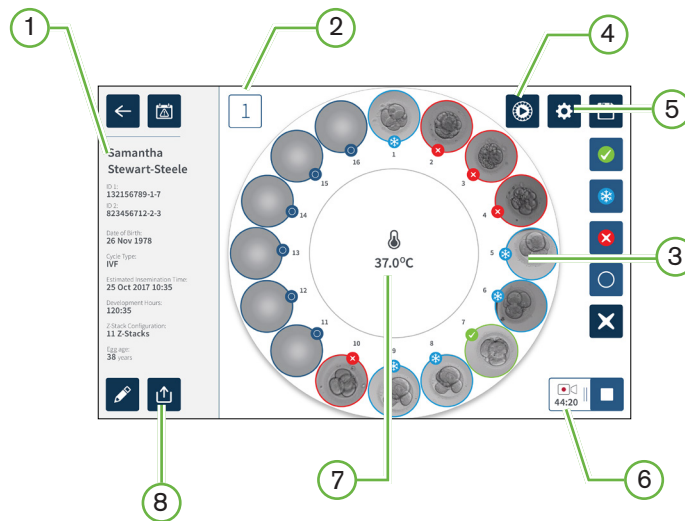 1
2
4
5
1
Samantha
Stewart-Steele
ID 1:
132156789-1-7
ID 2:
823456712-2-3
Date of Birth:
26 Nov 1978
Cycle Type:
IVF
Estimated Insemination Time:
25 Oct 2017 10:35
Development Hours:
120:35
Z-Stack Configuration:
11 Z-Stacks
Egg age:
38 years
16
1
2
15
3
14
4
13
5
12
6
11
7
10
9
8
37.0°C
3
44:20
8
7
6